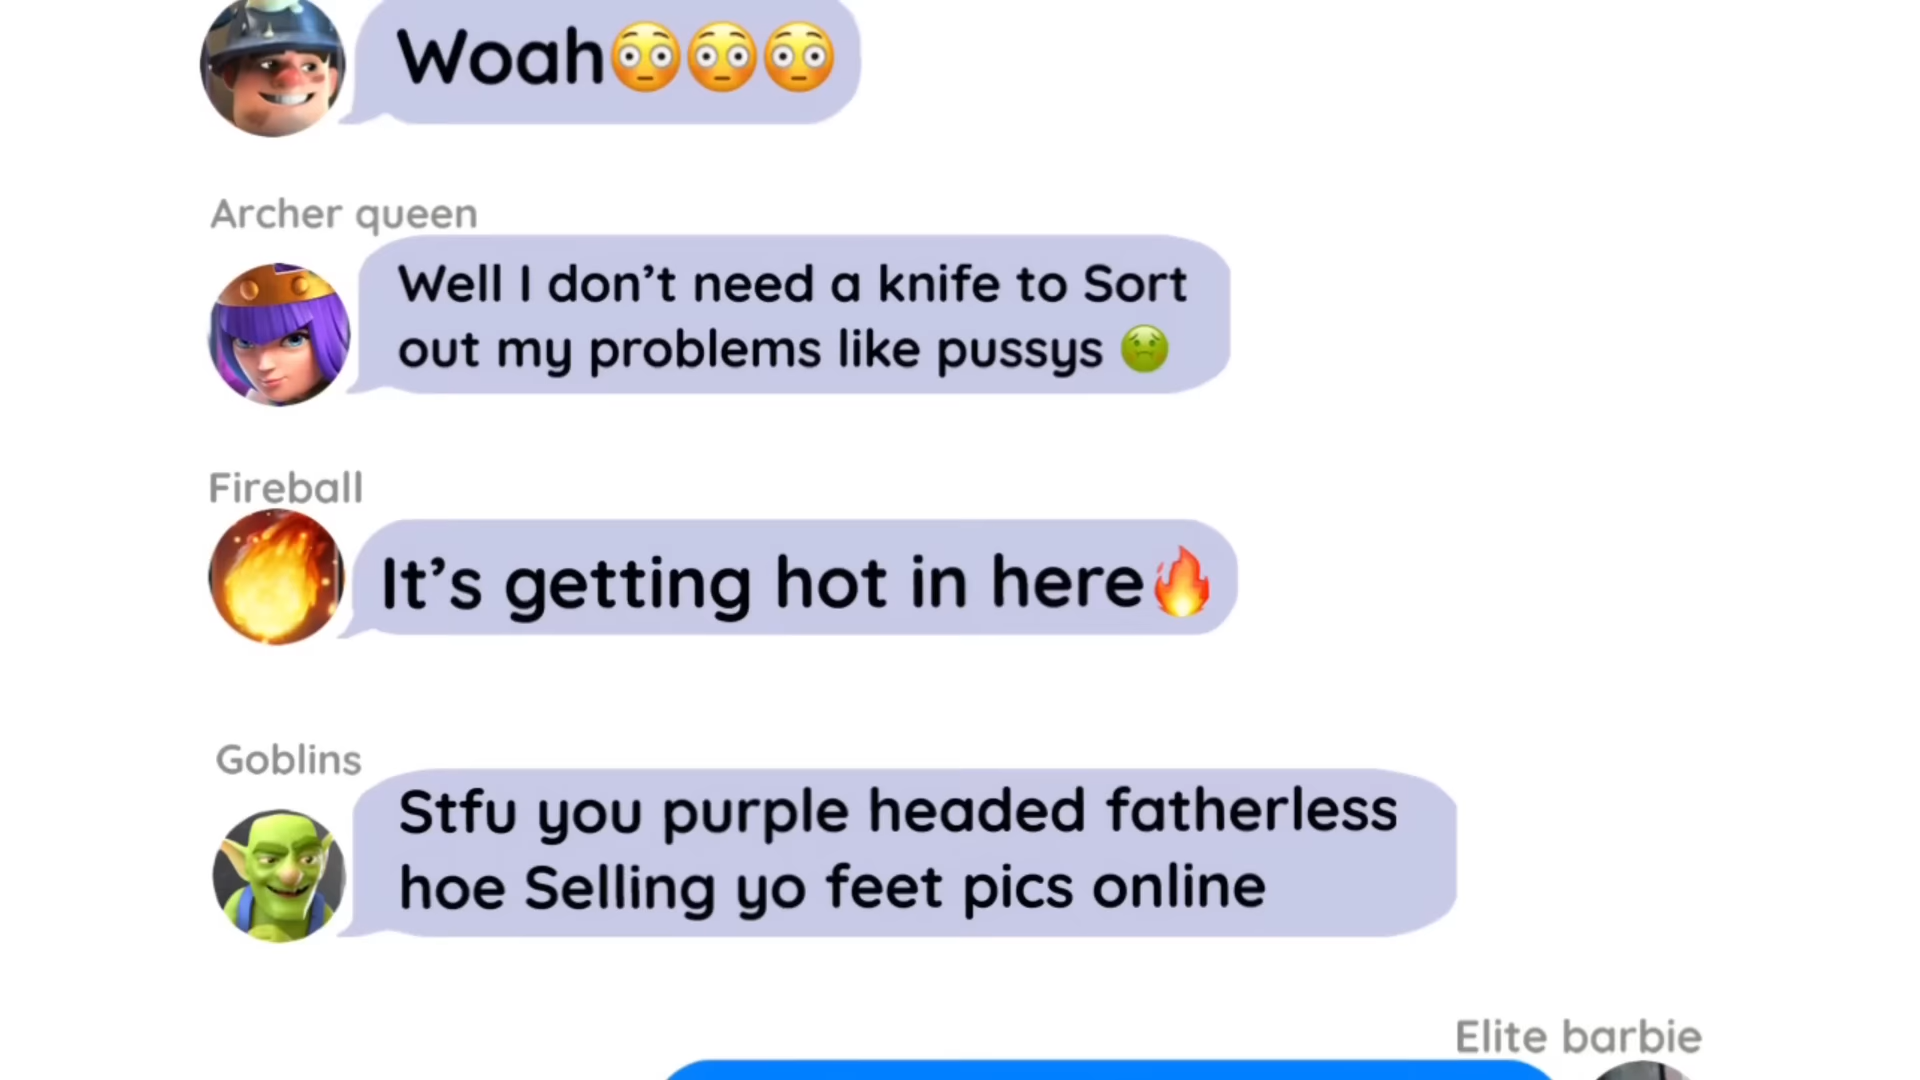 Woah😳😳😳
Archer queen
Well I don’t need a knife to Sort
out my problems like pussys 🤢
Fireball
It’s getting hot in here🔥
Goblins
Stfu you purple headed fatherless
hoe Selling yo feet pics online
Elite barbie